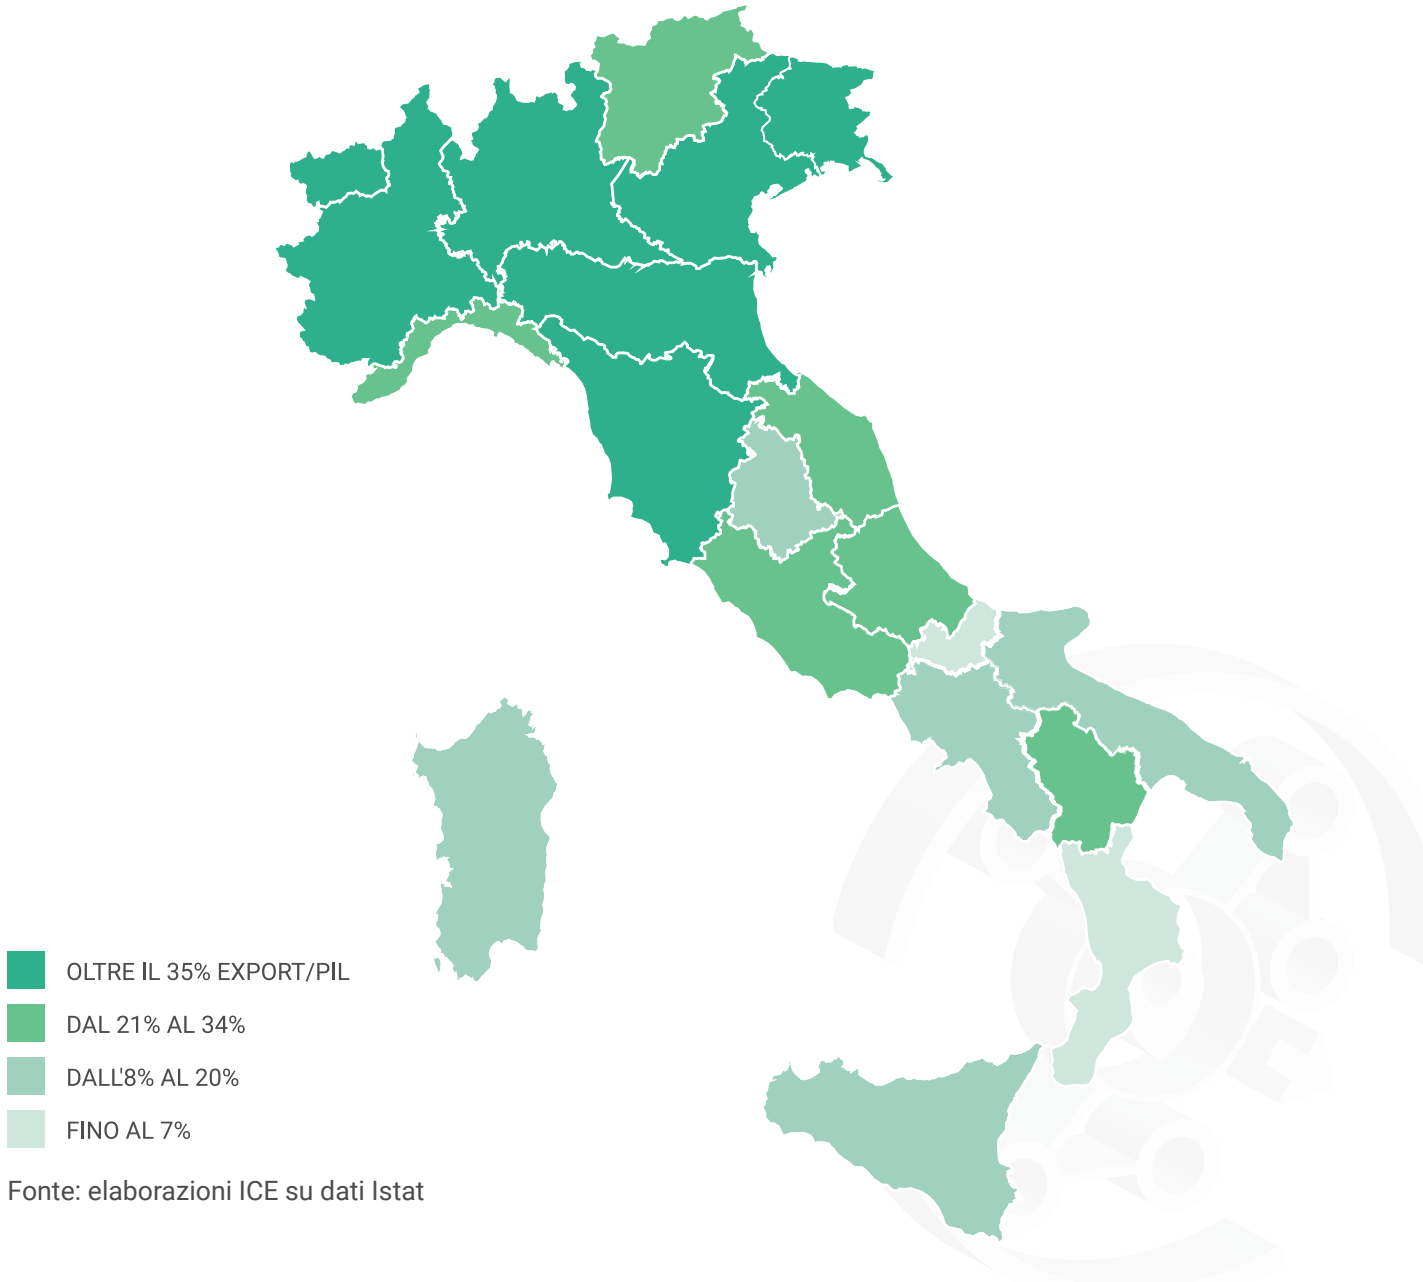 OLTRE IL 35% EXPORT/PIL
DAL 21% AL 34%
DALL'8% AL 20%
FINO AL 7%
Fonte: elaborazioni ICE su dati Istat